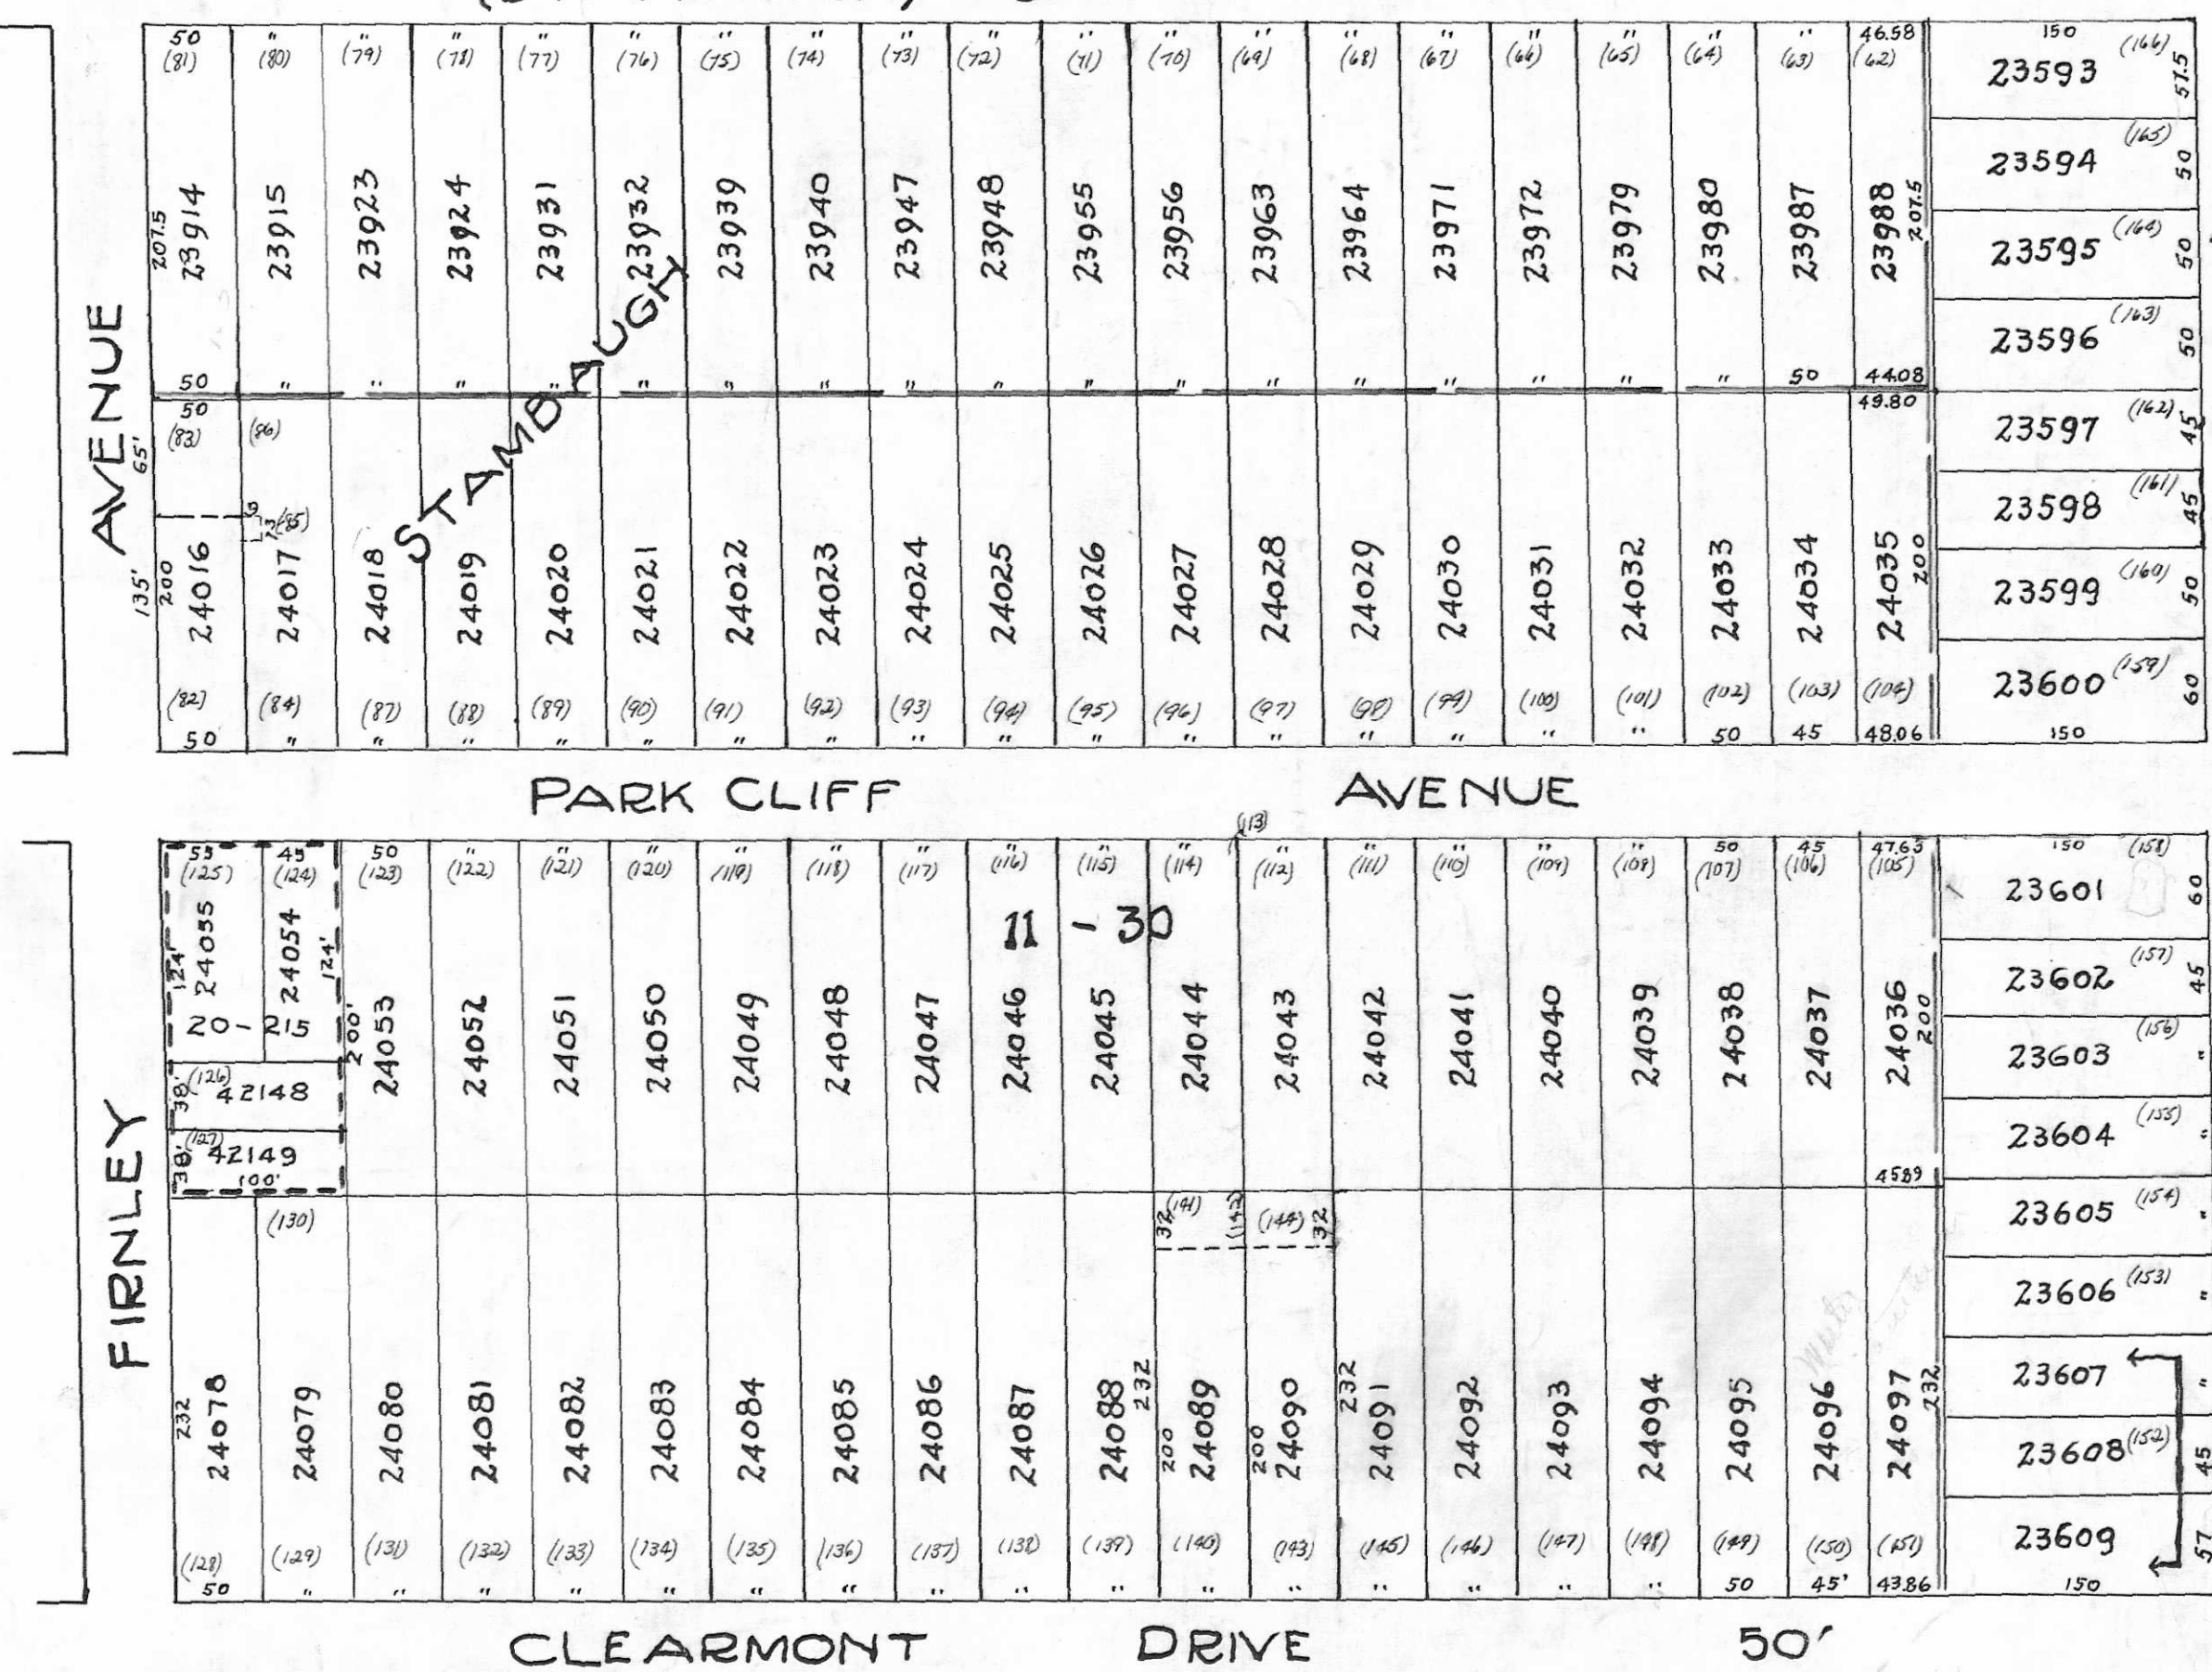 50 " " " " " " " " " " " " " " " " " " 46.58 150
(81) (80) (79) (78) (77) (76) (75) (74) (73) (72) (71) (70) (69) (68) (67) (66) (65) (64) (63) (62) (166)
23593 57.5
(165)
23594 50
207.5 23914 23915 23923 23924 23931 23932 23939 23940 23947 23948 23955 23956 23963 23964 23971 23972 23979 23980 23987 23988 207.5
23595 (164) 50
(163)
23596 50
50 " " " " " " " " " " " " " " " " " 50 44.08
STAMBAUGH
AVENUE
50 49.80
(83) (86)
23597 (162) 45
65'
23598 (161) 45
9 13 (85)
135' 200 24016 24017 24018 24019 24020 24021 24022 24023 24024 24025 24026 24027 24028 24029 24030 24031 24032 24033 24034 24035 200
23599 (160) 50
23600 (159) 60
(82) (84) (87) (88) (89) (90) (91) (92) (93) (94) (95) (96) (97) (98) (99) (100) (101) (102) (103) (104)
50 " " " " " " " " " " " " " " " " 50 45 48.06 150
PARK CLIFF AVENUE
(113)
55 45 50 " " " " " " " " " " " " " " 50 45 47.63 150 (158)
(125) (124) (123) (122) (121) (120) (119) (118) (117) (116) (115) (114) (112) (111) (110) (109) (108) (107) (106) (105)
23601 60
11 - 30
124' 24055 24054 124'
23602 (157) 45
20-215
200' 24053 24052 24051 24050 24049 24048 24047 24046 24045 24044 24043 24042 24041 24040 24039 24038 24037 24036 200
23603 (156) "
38' (126) 42148
23604 (155) "
38' (127) 42149
100' 45.89
FIRNLEY
(130) 32 (141) (142) (144) 32
23605 (154) "
23606 (153) "
23607 "
232 24078 24079 24080 24081 24082 24083 24084 24085 24086 24087 24088 232 200 24089 200 24090 232 24091 24092 24093 24094 24095 24096 24097 232
23608 (152) 45
23609 57
(128) (129) (131) (132) (133) (134) (135) (136) (137) (138) (139) (140) (143) (145) (146) (147) (148) (149) (150) (151)
50 " " " " " " " " " " " " " " " " 50 45' 43.86 150
CLEARMONT DRIVE 50'